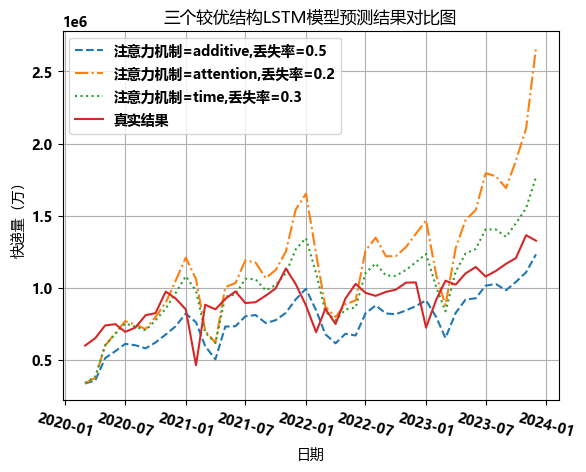 三个较优结构LSTM模型预测结果对比图
1e6
注意力机制=additive,丢失率=0.5
注意力机制=attention,丢失率=0.2
注意力机制=time,丢失率=0.3
真实结果
2.5
2.0
1.5
1.0
0.5
快递量（万）
2020-01 2020-07 2021-01 2021-07 2022-01 2022-07 2023-01 2023-07 2024-01
日期